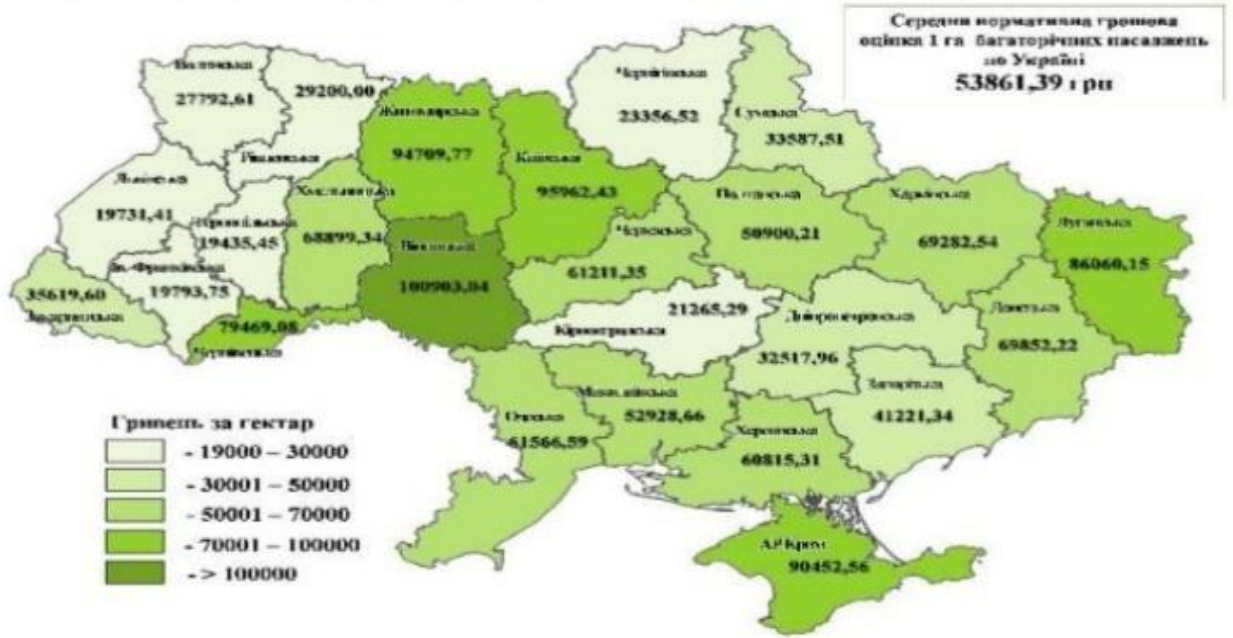 Середня нормативна грошова
оцінка 1 га багаторічних насаджень
по Україні
53861,39 грн
Волинська
27792,61
29200,00
Рівненська
Житомирська
94709,77
Київська
95962,43
Чернігівська
23356,52
Сумська
33587,51
Львівська
19731,41
Тернопільська
19435,45
Хмельницька
68899,34
Вінницька
100903,04
Черкаська
61211,35
Полтавська
50900,21
Харківська
69282,54
Луганська
86060,15
Ів.-Франківська
19793,75
35619,60
Закарпатська
79469,08
Чернівецька
21265,29
Кіровоградська
Дніпропетровська
32517,96
Донецька
69852,22
Запорізька
41221,34
Миколаївська
52928,66
Одеська
61566,59
Херсонська
60815,31
АР Крим
90452,56
Гривень за гектар
- 19000 – 30000
- 30001 – 50000
- 50001 – 70000
- 70001 – 100000
- > 100000